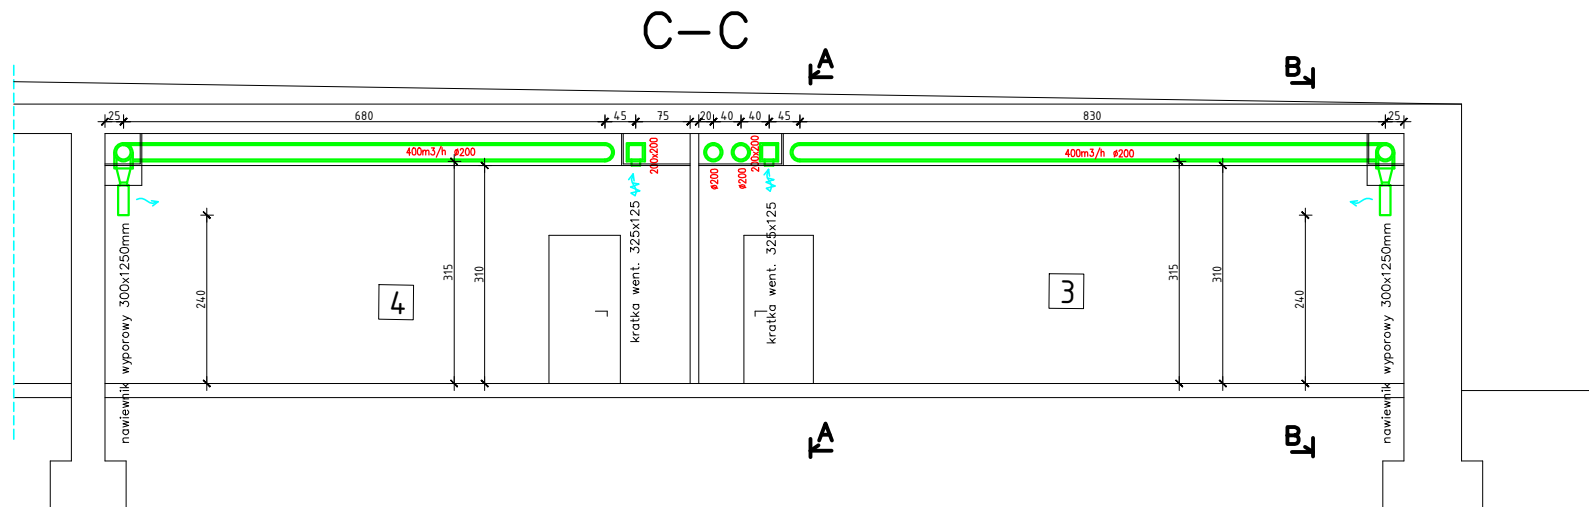 C-C
A
B
25
680
45
75
20
40
40
45
830
25
400m3/h ø200
200x200
ø200
ø200
200x200
400m3/h ø200
nawiewnik wyporowy 300x1250mm
240
4
315
310
kratka went. 325x125
kratka went. 325x125
3
315
310
240
nawiewnik wyporowy 300x1250mm
A
B